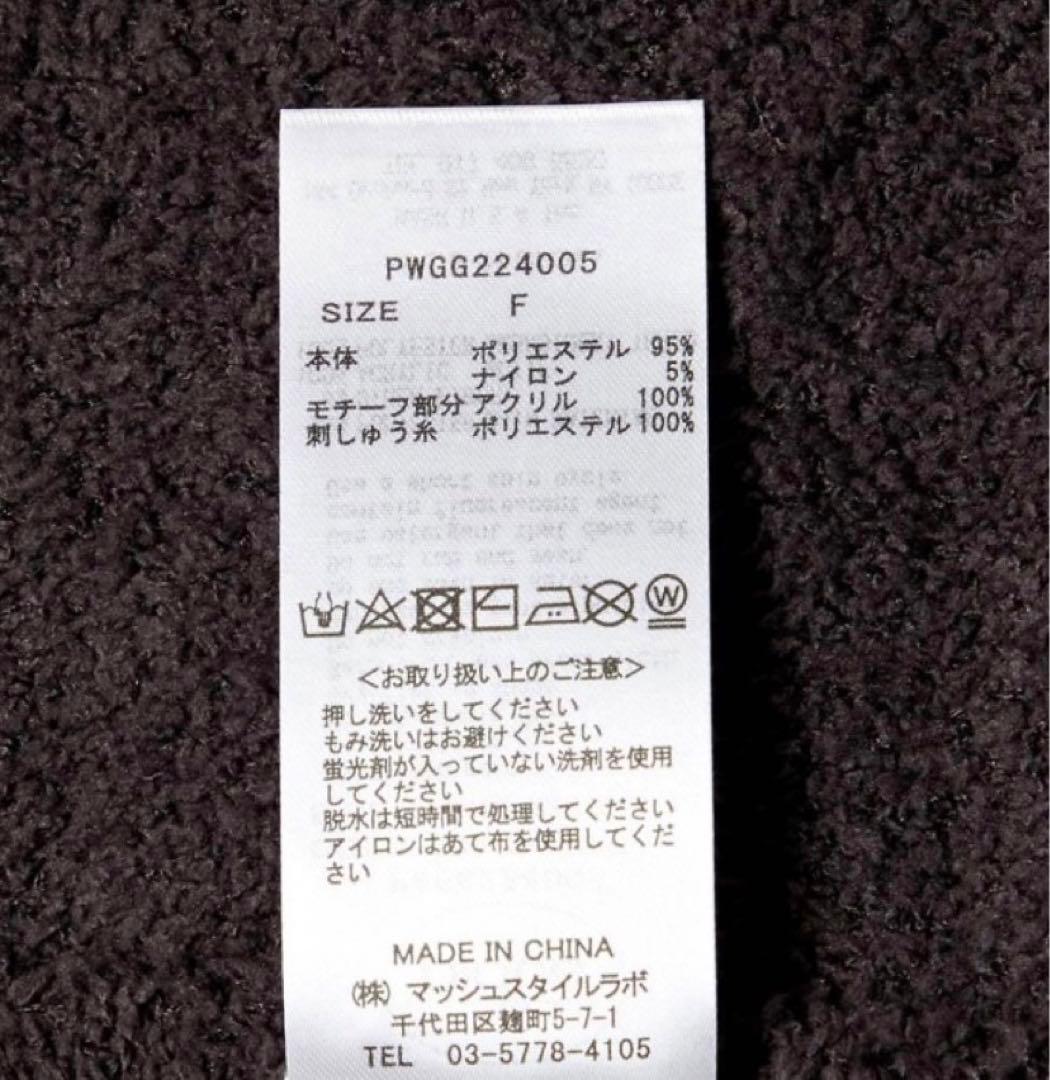 PWGG224005
SIZE F
本体 ポリエステル 95%
ナイロン 5%
モチーフ部分 アクリル 100%
刺しゅう糸 ポリエステル 100%
W
<お取り扱い上のご注意>
押し洗いをしてください
もみ洗いはお避けください
蛍光剤が入っていない洗剤を使用
してください
脱水は短時間で処理してください
アイロンはあて布を使用してくだ
さい
MADE IN CHINA
(株) マッシュスタイルラボ
千代田区麹町5-7-1
TEL 03-5778-4105